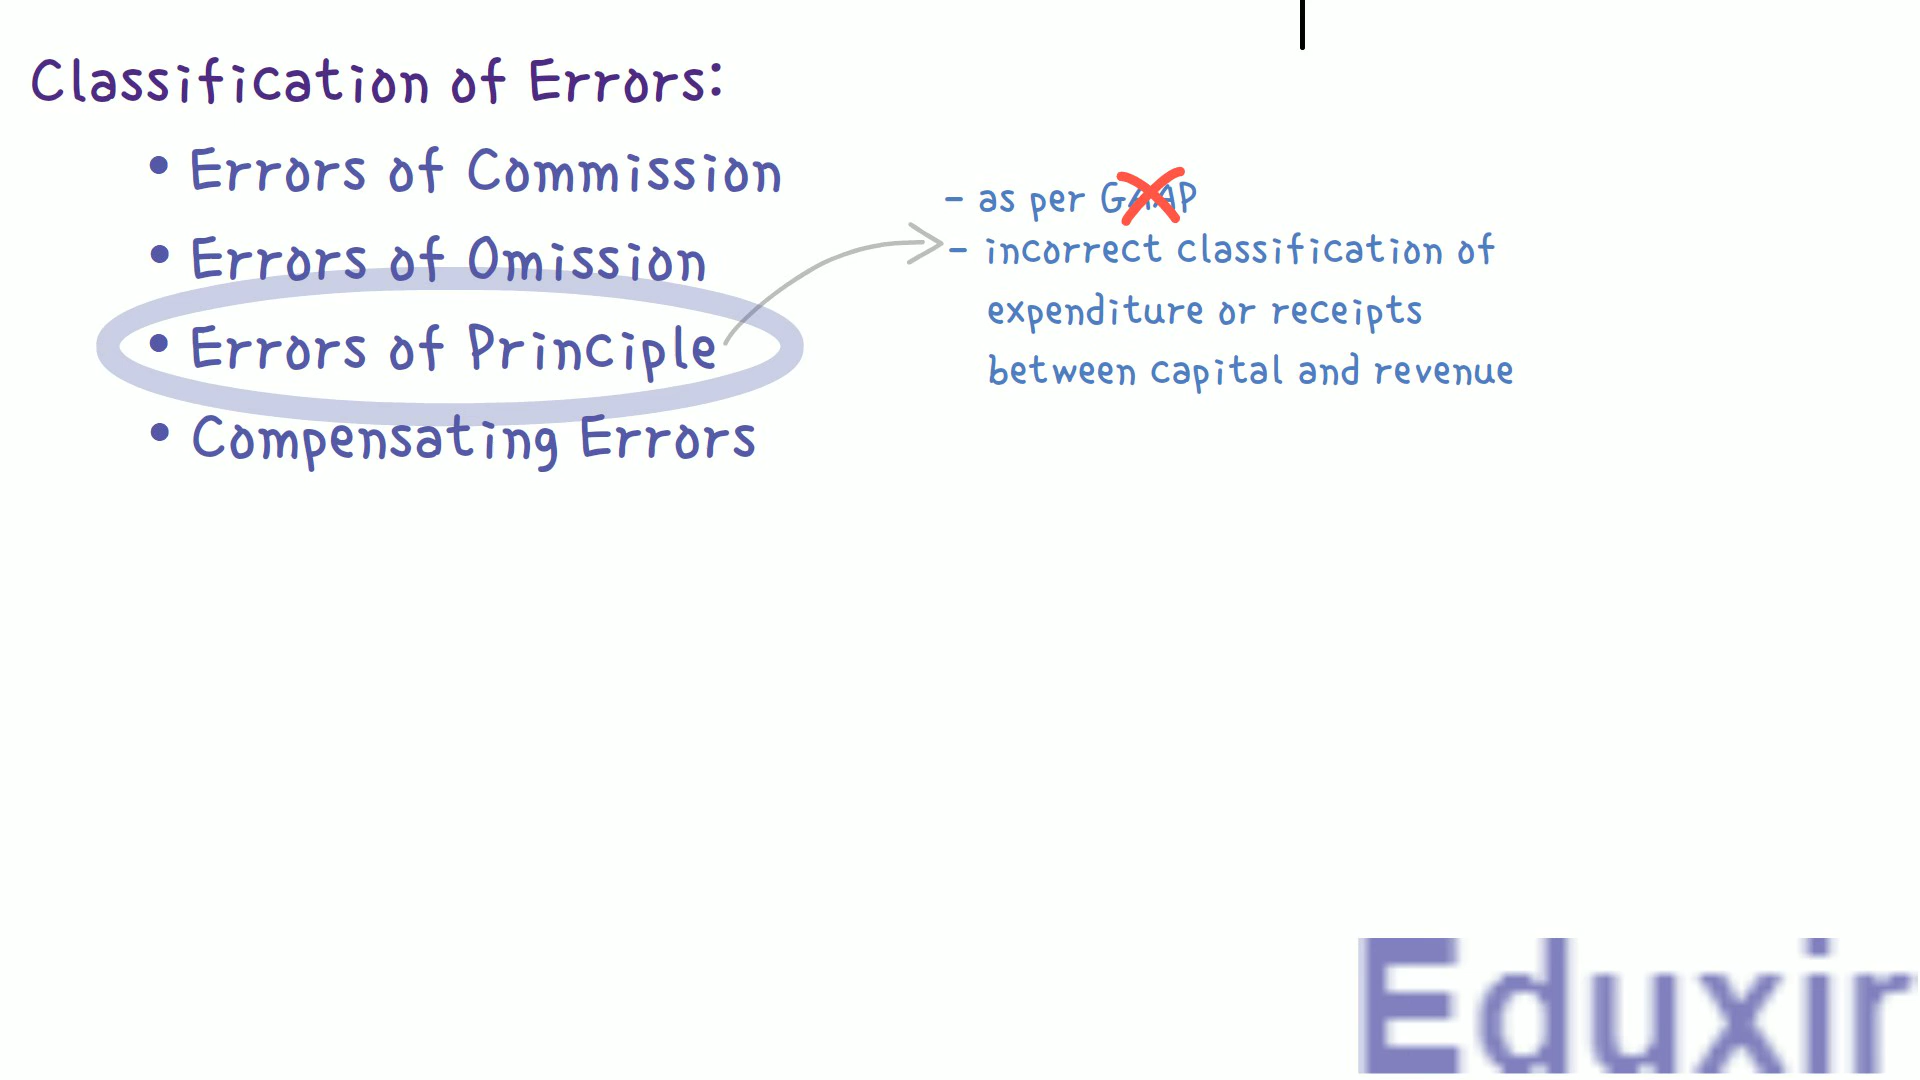 Classification of Errors:
• Errors of Commission
• Errors of Omission
• Errors of Principle
• Compensating Errors
- as per GAAP
- incorrect classification of
expenditure or receipts
between capital and revenue
Eduxir